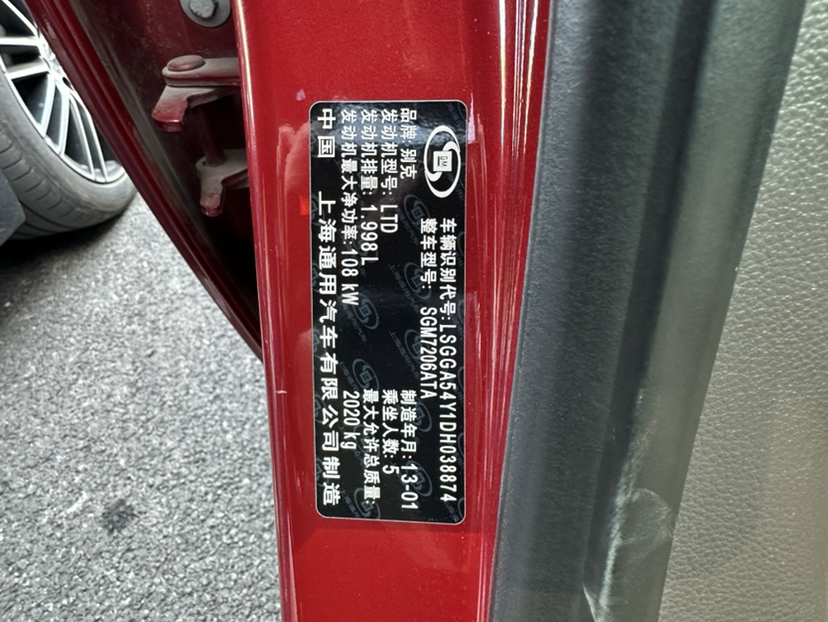 GM
车辆识别代号:LSGGA54Y1DH038874
整车型号: SGM7206ATA
品牌:别克 制造年月:13-01
发动机型号:LTD 乘坐人数:5
发动机排量:1.998L 最大允许总质量:
发动机最大净功率:108 kW 2020 kg
中国 上海通用汽车有限公司制造